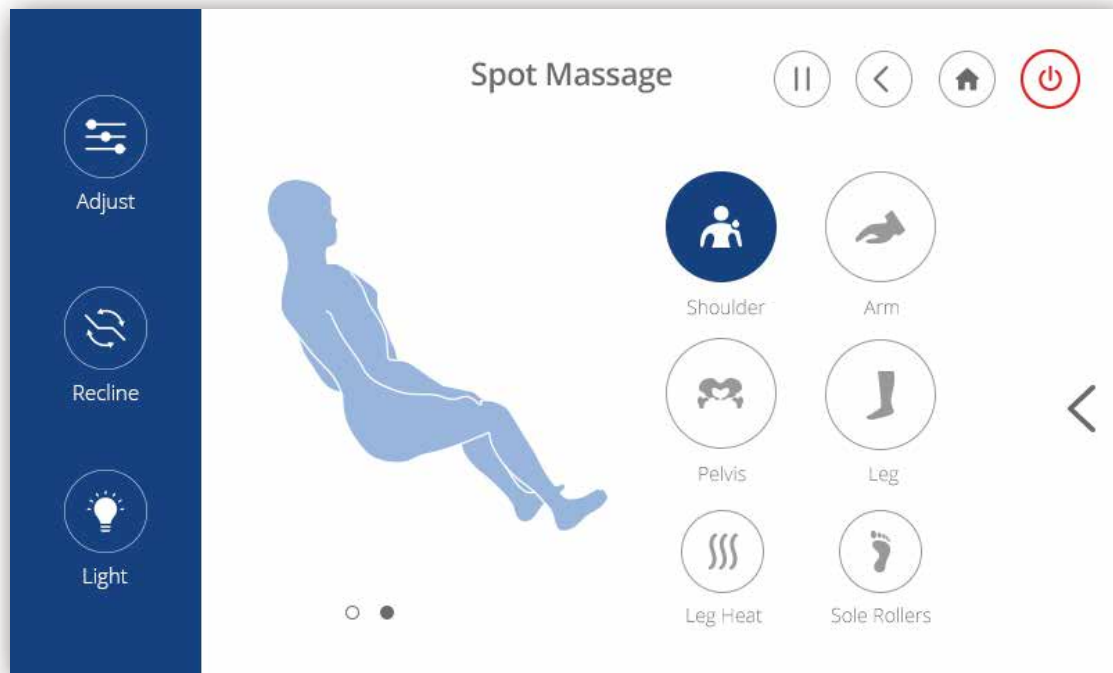 Spot Massage
Adjust
Recline
Light
Shoulder
Arm
Pelvis
Leg
Leg Heat
Sole Rollers